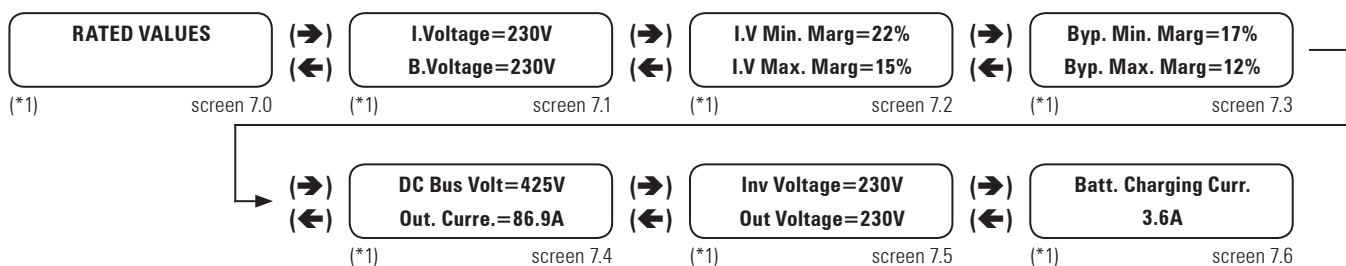 RATED VALUES
(➔)
(🡸)
I.Voltage=230V
B.Voltage=230V
(➔)
(🡸)
I.V Min. Marg=22%
I.V Max. Marg=15%
(➔)
(🡸)
Byp. Min. Marg=17%
Byp. Max. Marg=12%
(*1) screen 7.0
(*1) screen 7.1
(*1) screen 7.2
(*1) screen 7.3
(➔)
(🡸)
DC Bus Volt=425V
Out. Curre.=86.9A
(➔)
(🡸)
Inv Voltage=230V
Out Voltage=230V
(➔)
(🡸)
Batt. Charging Curr.
3.6A
(*1) screen 7.4
(*1) screen 7.5
(*1) screen 7.6